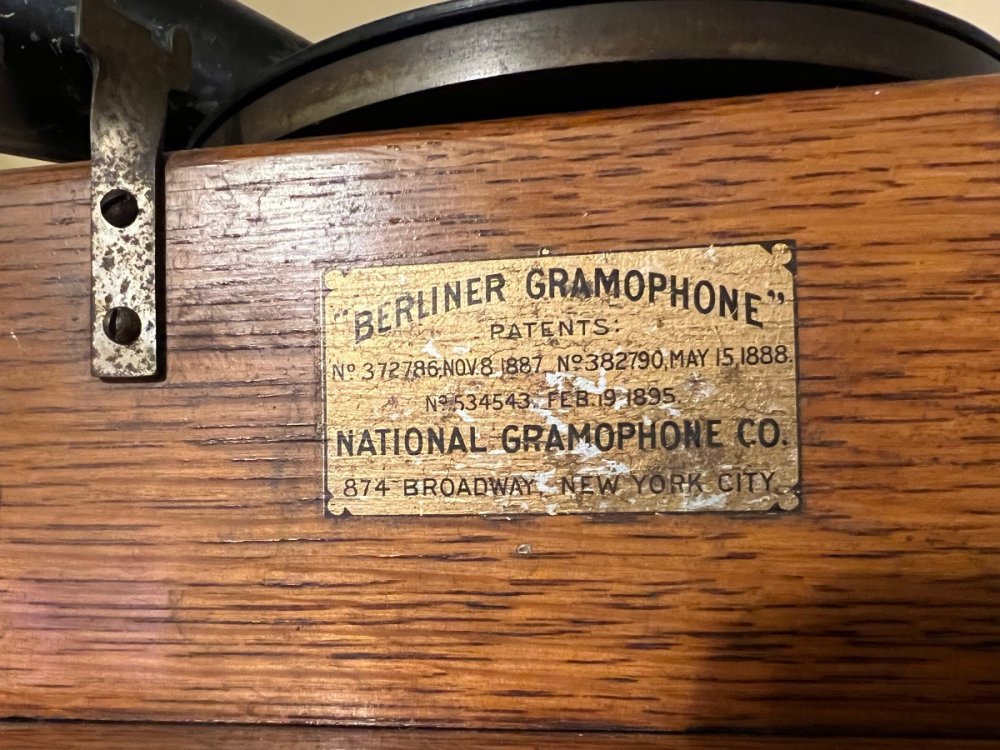 "BERLINER GRAMOPHONE"
PATENTS:
Nº 372786.NOV.8.1887. Nº 382790, MAY 15, 1888.
Nº 534543. FEB. 19, 1895.
NATIONAL GRAMOPHONE CO.
874 BROADWAY, NEW YORK CITY.